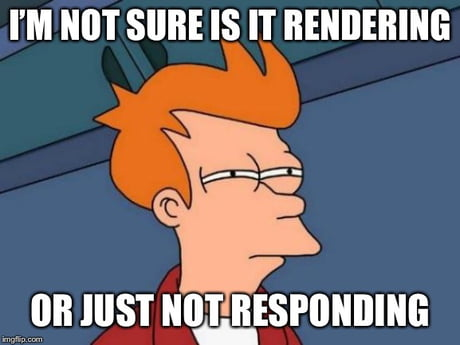 I'M NOT SURE IS IT RENDERING
OR JUST NOT RESPONDING
imgflip.com